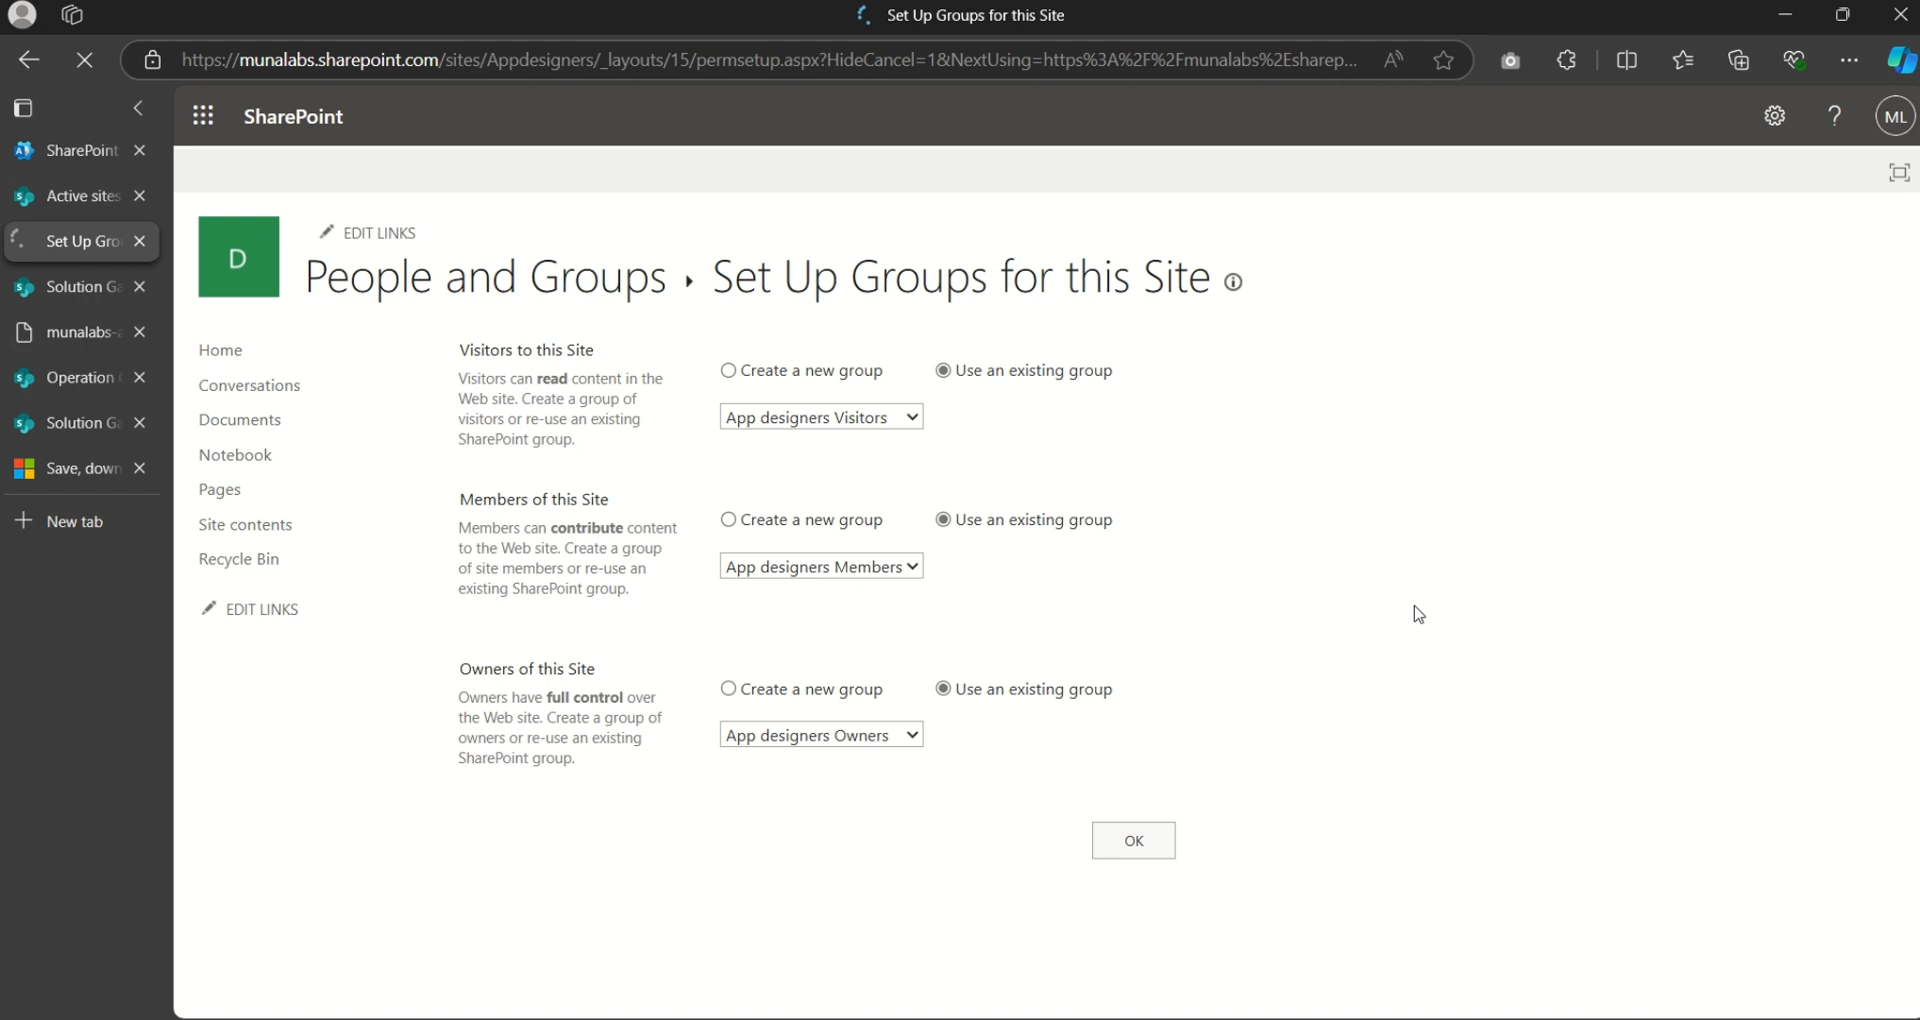 Set Up Groups for this Site
https://munalabs.sharepoint.com/sites/Appdesigners/_layouts/15/permsetup.aspx?HideCancel=1&NextUsing=https%3A%2F%2Fmunalabs%2Esharep...
SharePoint
Active sites
Set Up Gro
Solution Ga
munalabs-a
Operation
Solution Ga
Save, down
New tab
SharePoint
ML
D
EDIT LINKS
People and Groups ▸ Set Up Groups for this Site
Home
Conversations
Documents
Notebook
Pages
Site contents
Recycle Bin
EDIT LINKS
Visitors to this Site
Visitors can read content in the
Web site. Create a group of
visitors or re-use an existing
SharePoint group.
Create a new group Use an existing group
App designers Visitors
Members of this Site
Members can contribute content
to the Web site. Create a group
of site members or re-use an
existing SharePoint group.
Create a new group Use an existing group
App designers Members
Owners of this Site
Owners have full control over
the Web site. Create a group of
owners or re-use an existing
SharePoint group.
Create a new group Use an existing group
App designers Owners
OK